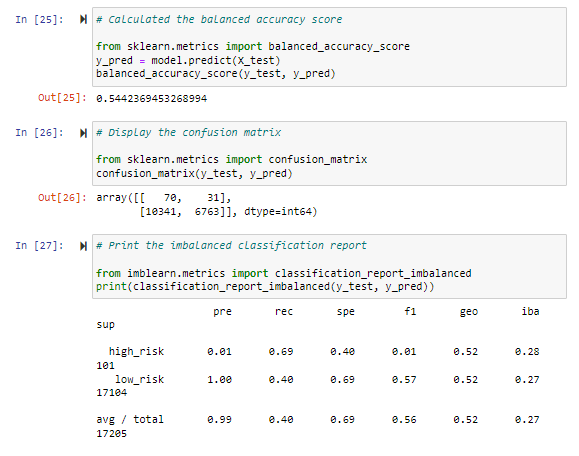 In [25]: # Calculated the balanced accuracy score
from sklearn.metrics import balanced_accuracy_score
y_pred = model.predict(X_test)
balanced_accuracy_score(y_test, y_pred)
Out[25]: 0.5442369453268994
In [26]: # Display the confusion matrix
from sklearn.metrics import confusion_matrix
confusion_matrix(y_test, y_pred)
Out[26]: array([[   70,    31],
       [10341,  6763]], dtype=int64)
In [27]: # Print the imbalanced classification report
from imblearn.metrics import classification_report_imbalanced
print(classification_report_imbalanced(y_test, y_pred))
pre rec spe f1 geo iba
sup
high_risk 0.01 0.69 0.40 0.01 0.52 0.28
101
low_risk 1.00 0.40 0.69 0.57 0.52 0.27
17104
avg / total 0.99 0.40 0.69 0.56 0.52 0.27
17205